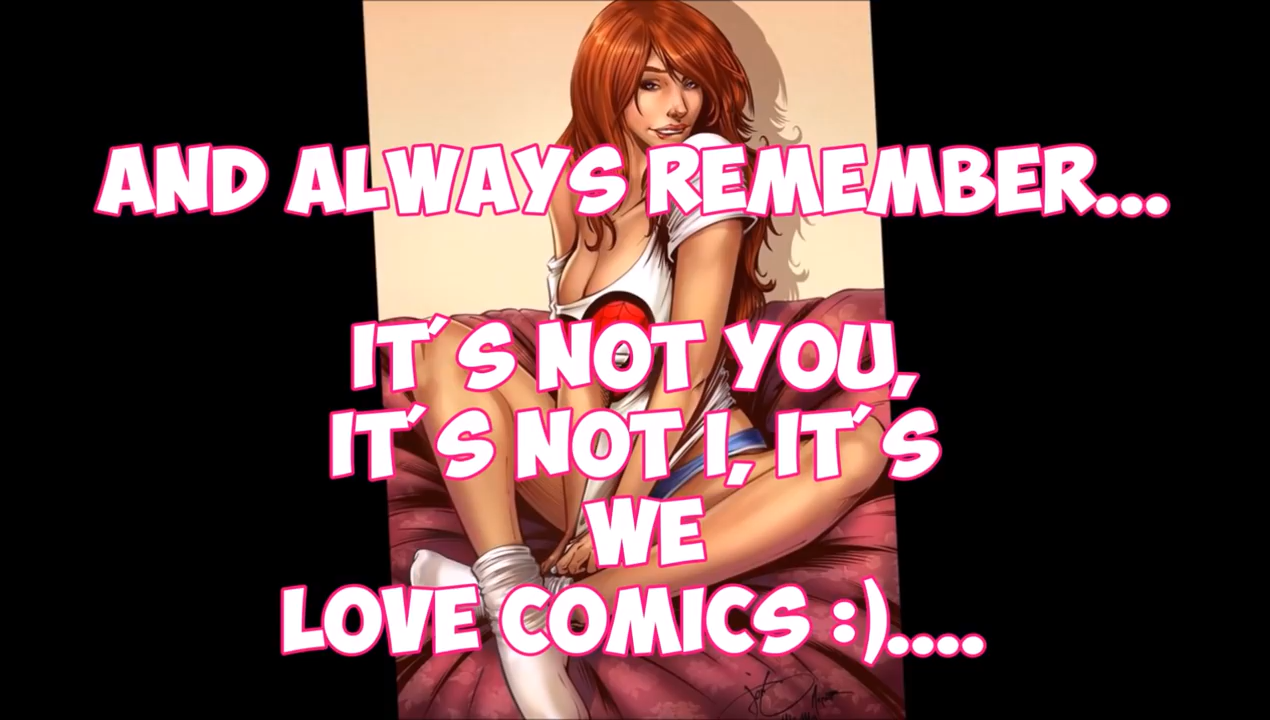 AND ALWAYS REMEMBER...
IT´S NOT YOU,
IT´S NOT I, IT´S
WE
LOVE COMICS :)....